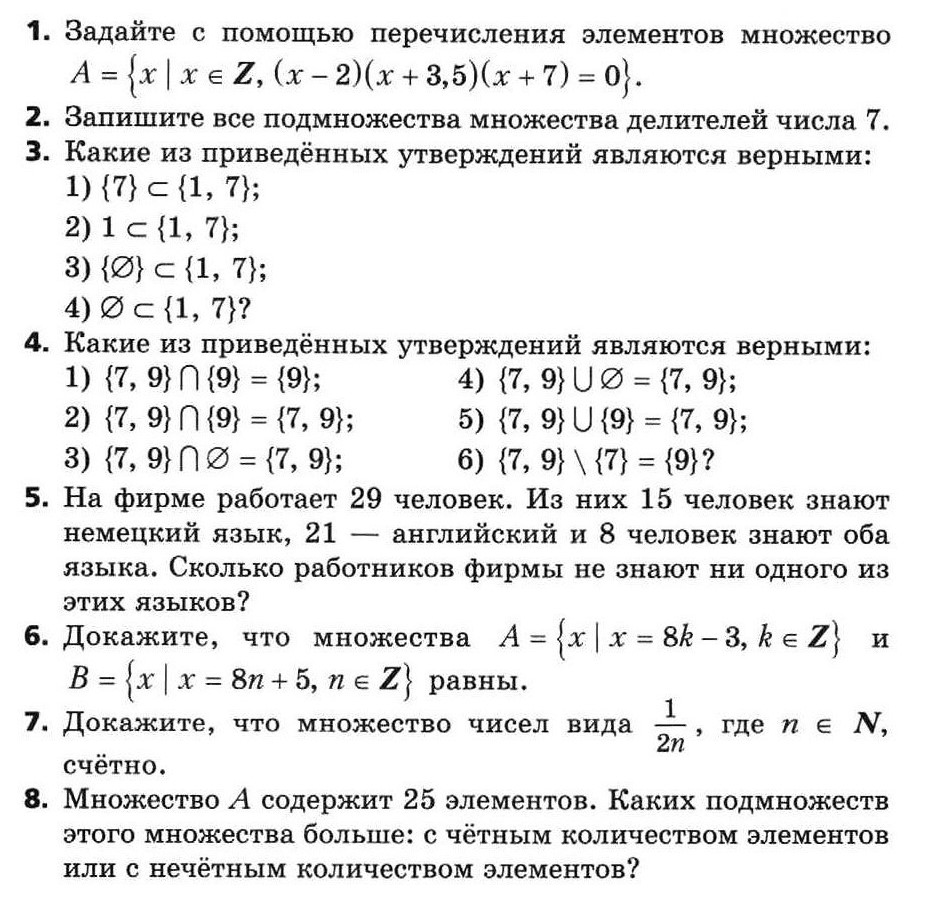 1. Задайте с помощью перечисления элементов множество
A = {x | x ∈ Z, (x − 2)(x + 3,5)(x + 7) = 0}.
2. Запишите все подмножества множества делителей числа 7.
3. Какие из приведённых утверждений являются верными:
1) {7} ⊂ {1, 7};
2) 1 ⊂ {1, 7};
3) {∅} ⊂ {1, 7};
4) ∅ ⊂ {1, 7}?
4. Какие из приведённых утверждений являются верными:
1) {7, 9} ⋂ {9} = {9}; 4) {7, 9} ⋃ ∅ = {7, 9};
2) {7, 9} ⋂ {9} = {7, 9}; 5) {7, 9} ⋃ {9} = {7, 9};
3) {7, 9} ⋂ ∅ = {7, 9}; 6) {7, 9} \ {7} = {9}?
5. На фирме работает 29 человек. Из них 15 человек знают
немецкий язык, 21 — английский и 8 человек знают оба
языка. Сколько работников фирмы не знают ни одного из
этих языков?
6. Докажите, что множества A = {x | x = 8k − 3, k ∈ Z} и
B = {x | x = 8n + 5, n ∈ Z} равны.
7. Докажите, что множество чисел вида 1/2n, где n ∈ N,
счётно.
8. Множество A содержит 25 элементов. Каких подмножеств
этого множества больше: с чётным количеством элементов
или с нечётным количеством элементов?